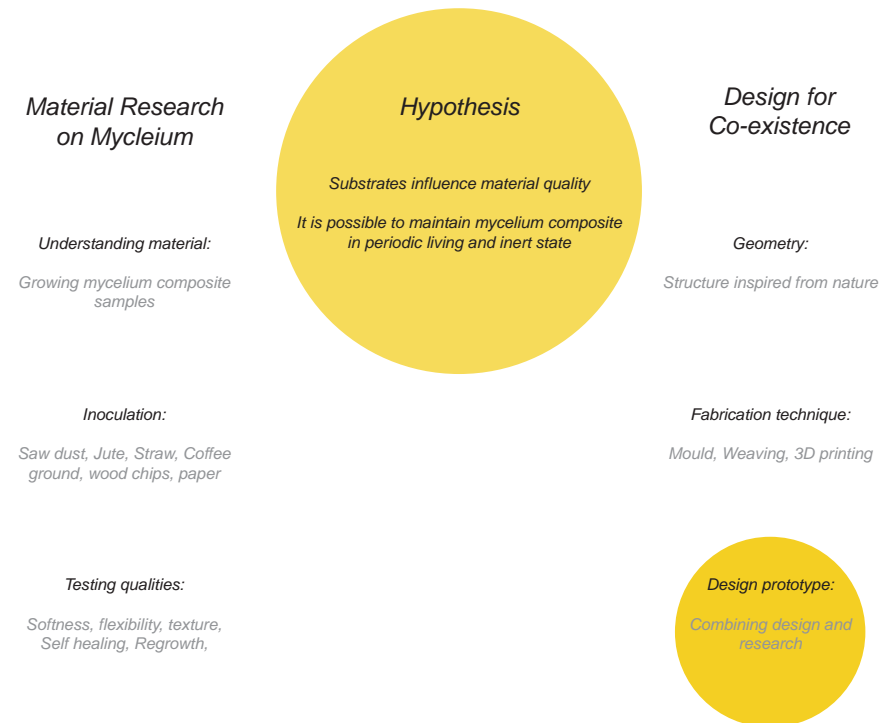 Material Research
on Mycleium
Understanding material:
Growing mycelium composite
samples
Inoculation:
Saw dust, Jute, Straw, Coffee
ground, wood chips, paper
Testing qualities:
Softness, flexibility, texture,
Self healing, Regrowth,
Hypothesis
Substrates influence material quality
It is possible to maintain mycelium composite
in periodic living and inert state
Design for
Co-existence
Geometry:
Structure inspired from nature
Fabrication technique:
Mould, Weaving, 3D printing
Design prototype:
Combining design and
research